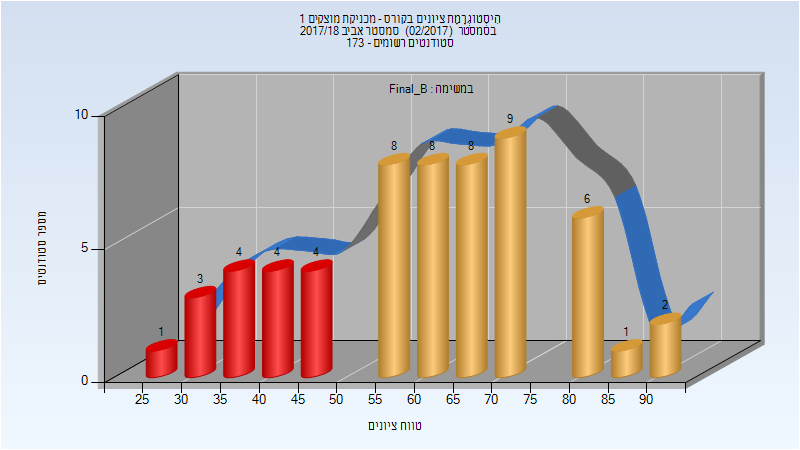 היסטוגרמת ציונים בקורס - מכניקת מוצקים 1
בסמסטר (02/2017) סמסטר אביב 2017/18
סטודנטים רשומים - 173
במשימה : Final_B
מספר סטודנטים
10
5
0
1
3
4
4
4
8
8
8
9
6
1
2
25 30 35 40 45 50 55 60 65 70 75 80 85 90
טווח ציונים